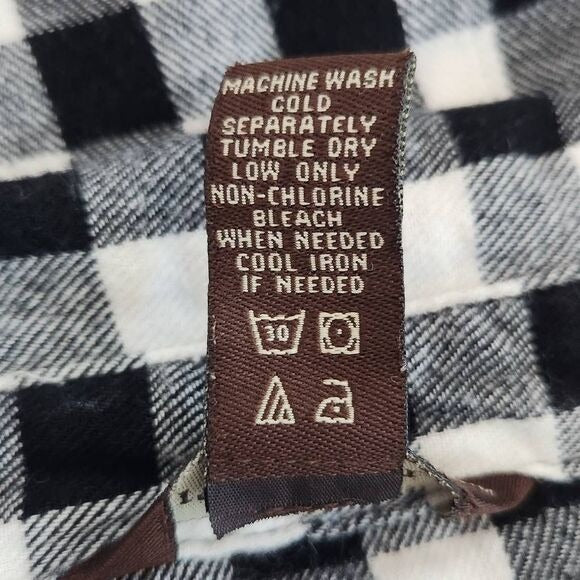 MACHINE WASH
COLD
SEPARATELY
TUMBLE DRY
LOW ONLY
NON-CHLORINE
BLEACH
WHEN NEEDED
COOL IRON
IF NEEDED
30